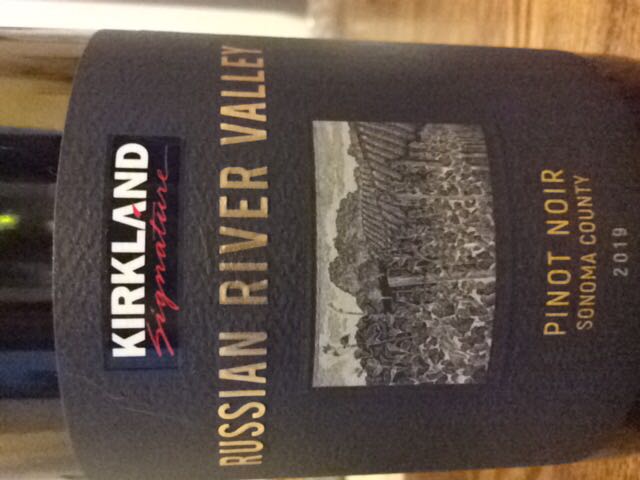 KIRKLAND
Signature
RUSSIAN RIVER VALLEY
PINOT NOIR
SONOMA COUNTY
2019